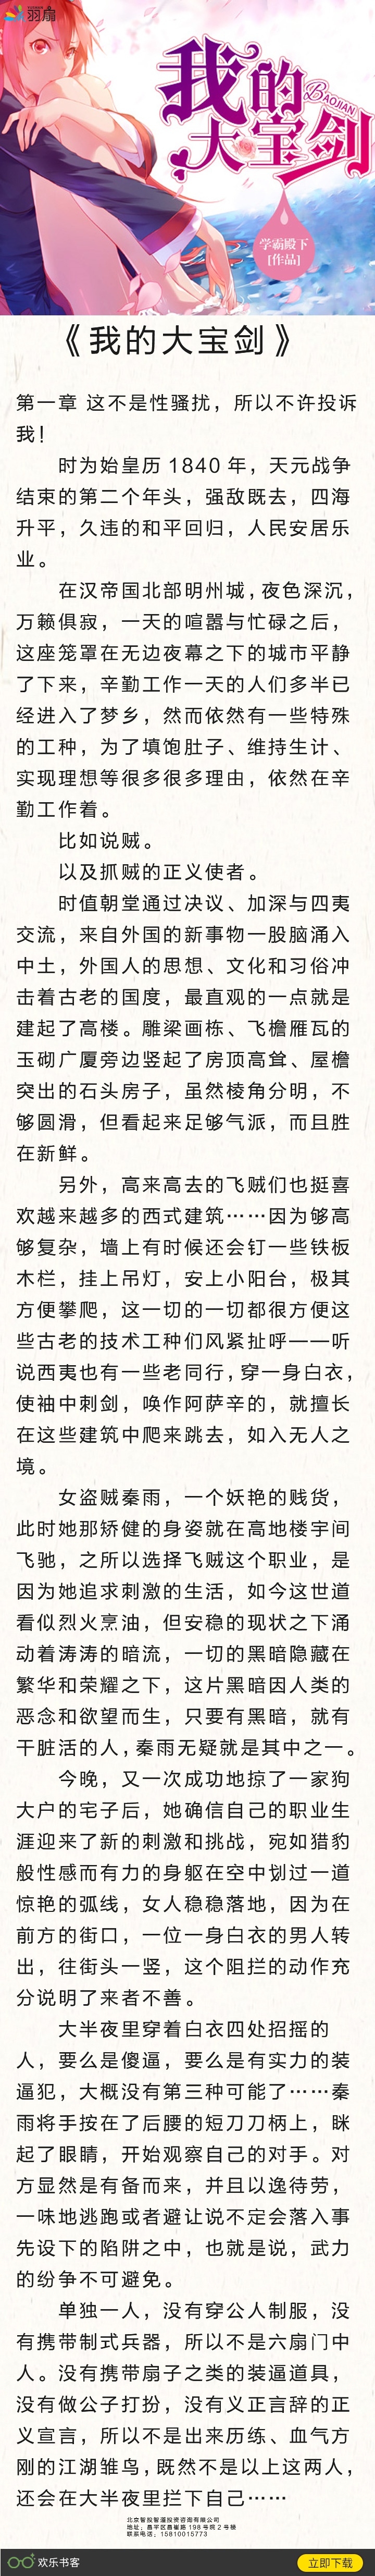 羽扇
我的
大宝剑
BAOJIAN
学霸殿下
[作品]
《我的大宝剑》
第一章 这不是性骚扰，所以不许投诉
我！
时为始皇历 1840 年，天元战争
结束的第二个年头，强敌既去，四海
升平，久违的和平回归，人民安居乐
业。
在汉帝国北部明州城，夜色深沉，
万籁俱寂，一天的喧嚣与忙碌之后，
这座笼罩在无边夜幕之下的城市平静
了下来，辛勤工作一天的人们多半已
经进入了梦乡，然而依然有一些特殊
的工种，为了填饱肚子、维持生计、
实现理想等很多很多理由，依然在辛
勤工作着。
比如说贼。
以及抓贼的正义使者。
时值朝堂通过决议、加深与四夷
交流，来自外国的新事物一股脑涌入
中土，外国人的思想、文化和习俗冲
击着古老的国度，最直观的一点就是
建起了高楼。雕梁画栋、飞檐雁瓦的
玉砌广厦旁边竖起了房顶高耸、屋檐
突出的石头房子，虽然棱角分明，不
够圆滑，但看起来足够气派，而且胜
在新鲜。
另外，高来高去的飞贼们也挺喜
欢越来越多的西式建筑……因为够高
够复杂，墙上有时候还会钉一些铁板
木栏，挂上吊灯，安上小阳台，极其
方便攀爬，这一切的一切都很方便这
些古老的技术工种们风紧扯呼——听
说西夷也有一些老同行，穿一身白衣，
使袖中刺剑，唤作阿萨辛的，就擅长
在这些建筑中爬来跳去，如入无人之
境。
女盗贼秦雨，一个妖艳的贱货，
此时她那矫健的身姿就在高地楼宇间
飞驰，之所以选择飞贼这个职业，是
因为她追求刺激的生活，如今这世道
看似烈火烹油，但安稳的现状之下涌
动着涛涛的暗流，一切的黑暗隐藏在
繁华和荣耀之下，这片黑暗因人类的
恶念和欲望而生，只要有黑暗，就有
干脏活的人，秦雨无疑就是其中之一。
今晚，又一次成功地掠了一家狗
大户的宅子后，她确信自己的职业生
涯迎来了新的刺激和挑战，宛如猎豹
般性感而有力的身躯在空中划过一道
惊艳的弧线，女人稳稳落地，因为在
前方的街口，一位一身白衣的男人转
出，往街头一竖，这个阻拦的动作充
分说明了来者不善。
大半夜里穿着白衣四处招摇的
人，要么是傻逼，要么是有实力的装
逼犯，大概没有第三种可能了……秦
雨将手按在了后腰的短刀刀柄上，眯
起了眼睛，开始观察自己的对手。对
方显然是有备而来，并且以逸待劳，
一味地逃跑或者避让说不定会落入事
先设下的陷阱之中，也就是说，武力
的纷争不可避免。
单独一人，没有穿公人制服，没
有携带制式兵器，所以不是六扇门中
人。没有携带扇子之类的装逼道具，
没有做公子打扮，没有义正言辞的正
义宣言，所以不是出来历练、血气方
刚的江湖雏鸟，既然不是以上这两人，
还会在大半夜里拦下自己……
北京智投智道投资咨询有限公司
地址：昌平区昌崔路 198 号院 2 号楼
联系电话：15810015773
欢乐书客
立即下载